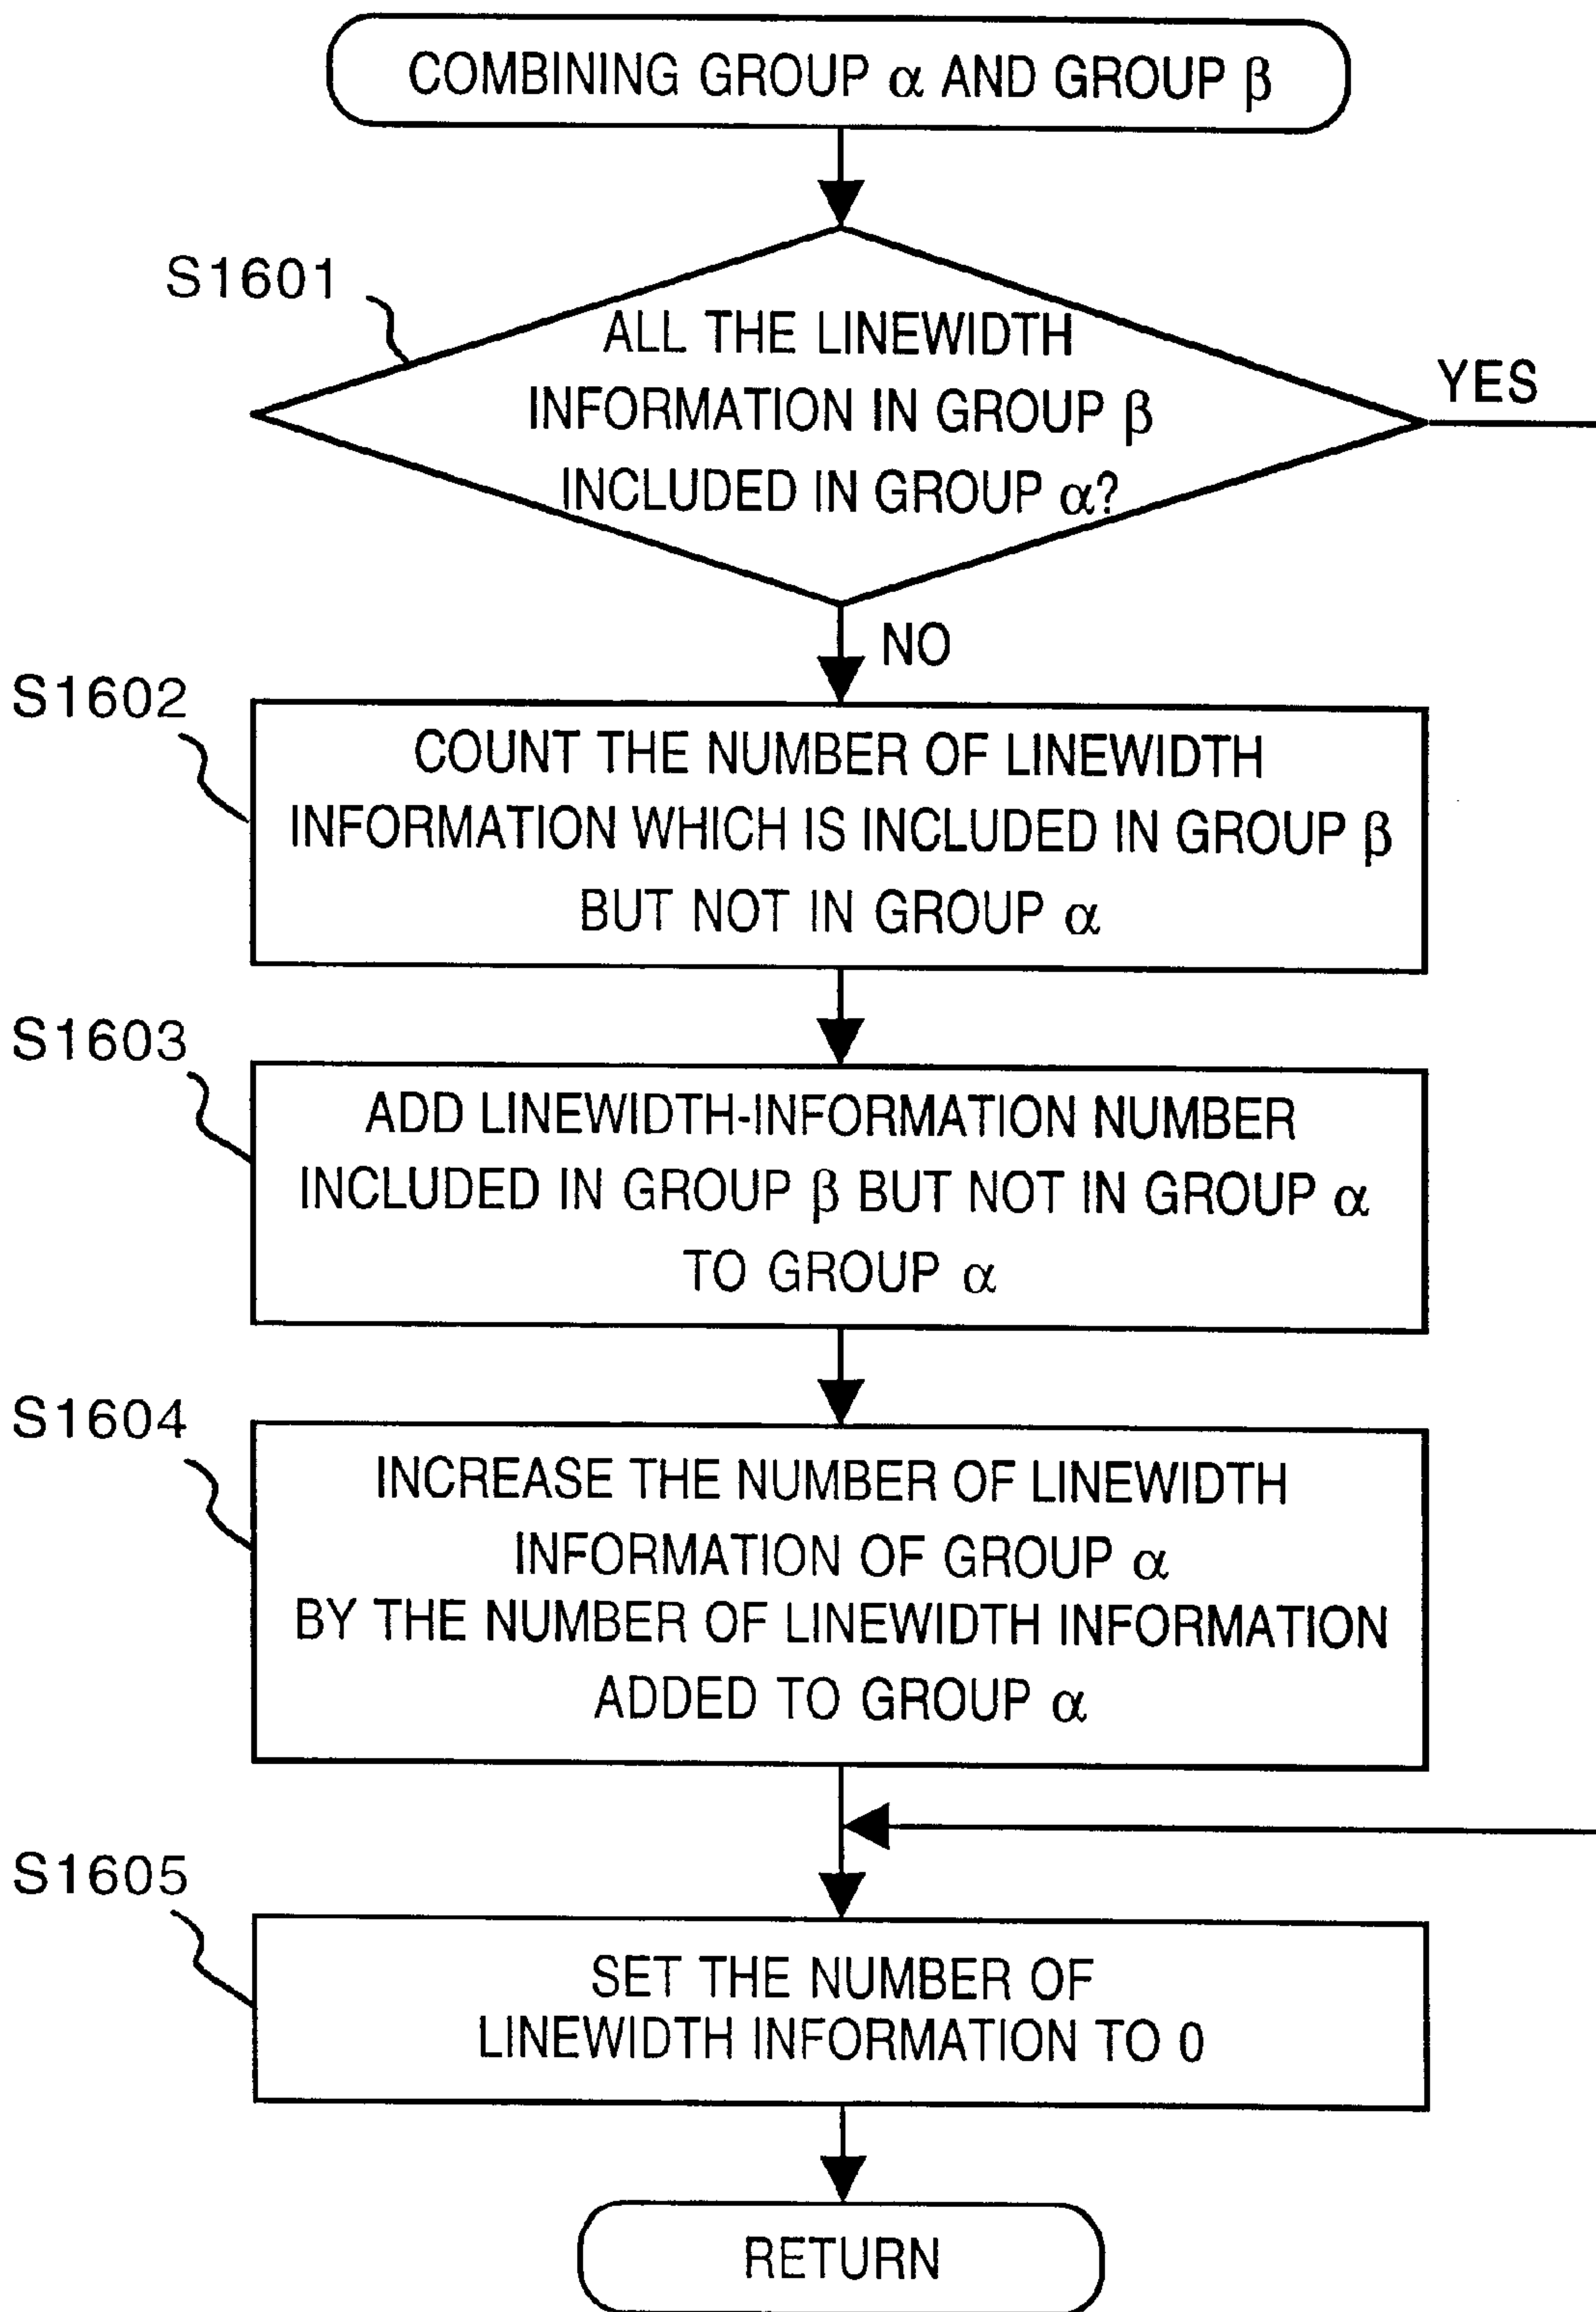 COMBINING GROUP α AND GROUP β
S1601
ALL THE LINEWIDTH
INFORMATION IN GROUP β
INCLUDED IN GROUP α?
YES
NO
S1602
COUNT THE NUMBER OF LINEWIDTH
INFORMATION WHICH IS INCLUDED IN GROUP β
BUT NOT IN GROUP α
S1603
ADD LINEWIDTH-INFORMATION NUMBER
INCLUDED IN GROUP β BUT NOT IN GROUP α
TO GROUP α
S1604
INCREASE THE NUMBER OF LINEWIDTH
INFORMATION OF GROUP α
BY THE NUMBER OF LINEWIDTH INFORMATION
ADDED TO GROUP α
S1605
SET THE NUMBER OF
LINEWIDTH INFORMATION TO 0
RETURN